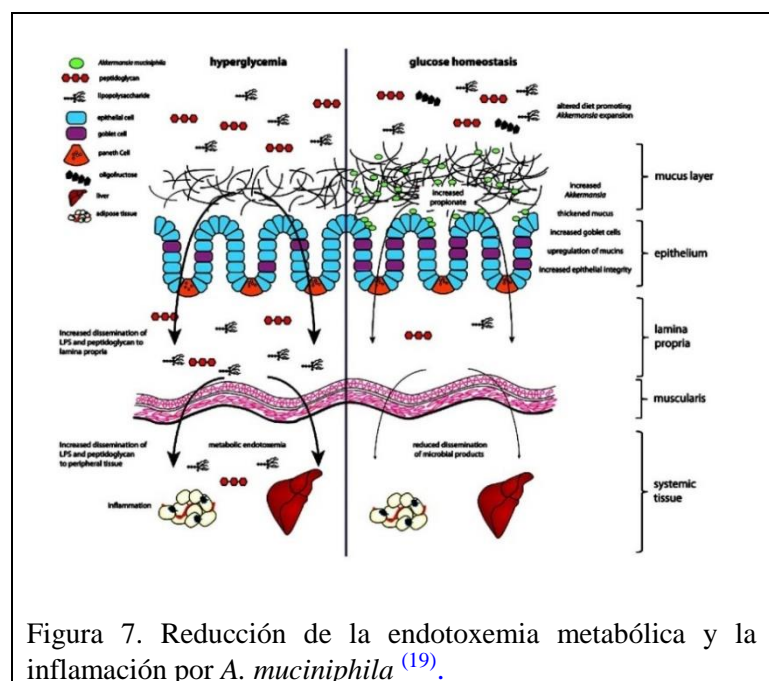 Akkermansia muciniphila
peptidoglycan
lipopolysaccharide
epithelial cell
goblet cell
paneth Cell
oligofructose
liver
adipose tissue
hyperglycemia
glucose homeostasis
altered diet promoting
Akkermansia expansion
increased
propionate
increased
Akkermansia
thickened mucus
increased goblet cells
upregulation of mucins
increased epithelial integrity
mucus layer
epithelium
Increased dissemination of
LPS and peptidoglycan to
lamina propria
lamina
propria
muscularis
Increased dissemination of
LPS and peptidoglycan
to peripheral tissue
metabolic endotoxemia
inflammation
reduced dissemination
of microbial products
systemic
tissue
Figura 7. Reducción de la endotoxemia metabólica y la
inflamación por A. muciniphila (19).